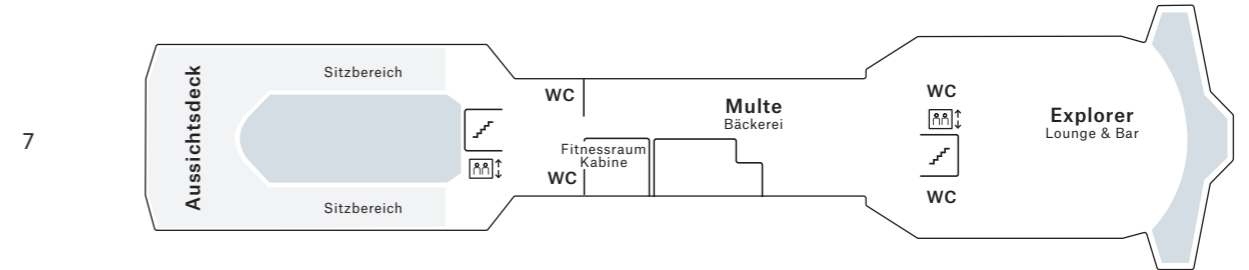 7
Aussichtsdeck
Sitzbereich
Sitzbereich
WC
Fitnessraum
Kabine
WC
Multe
Bäckerei
WC
WC
Explorer
Lounge & Bar